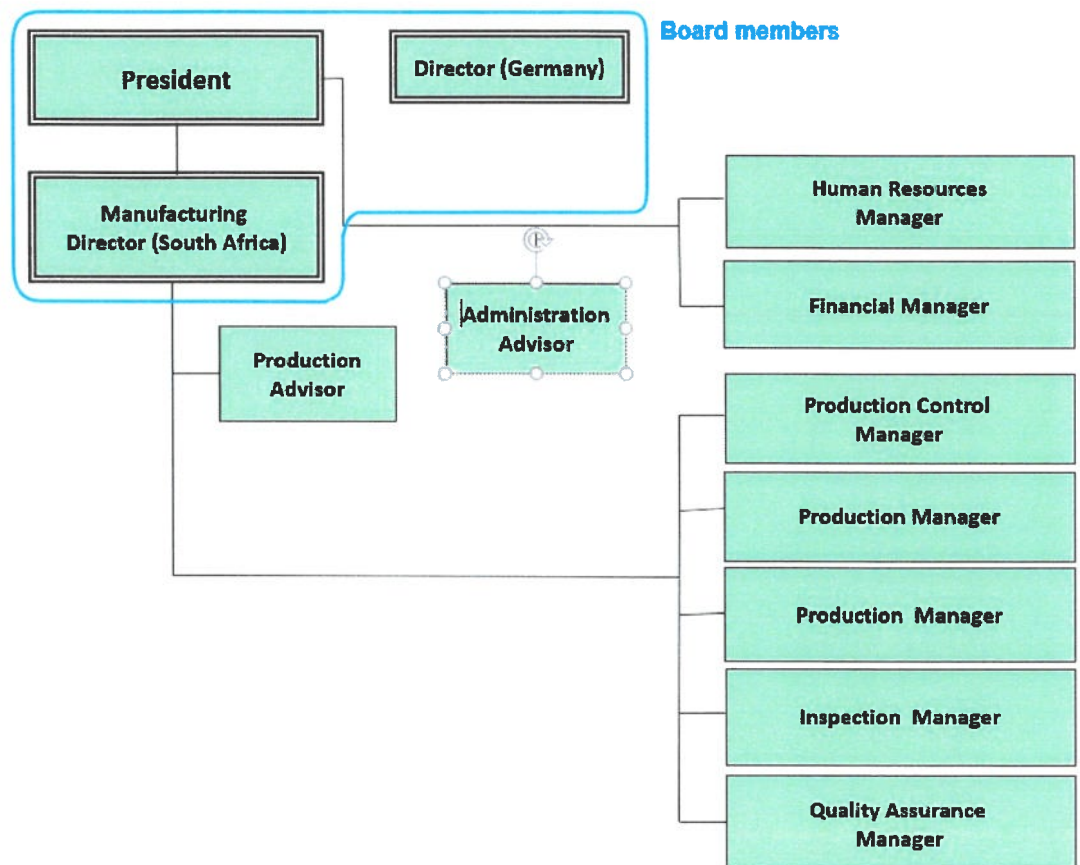 Board members
President
Director (Germany)
Manufacturing
Director (South Africa)
Human Resources
Manager
Financial Manager
Administration
Advisor
Production
Advisor
Production Control
Manager
Production Manager
Production Manager
Inspection Manager
Quality Assurance
Manager